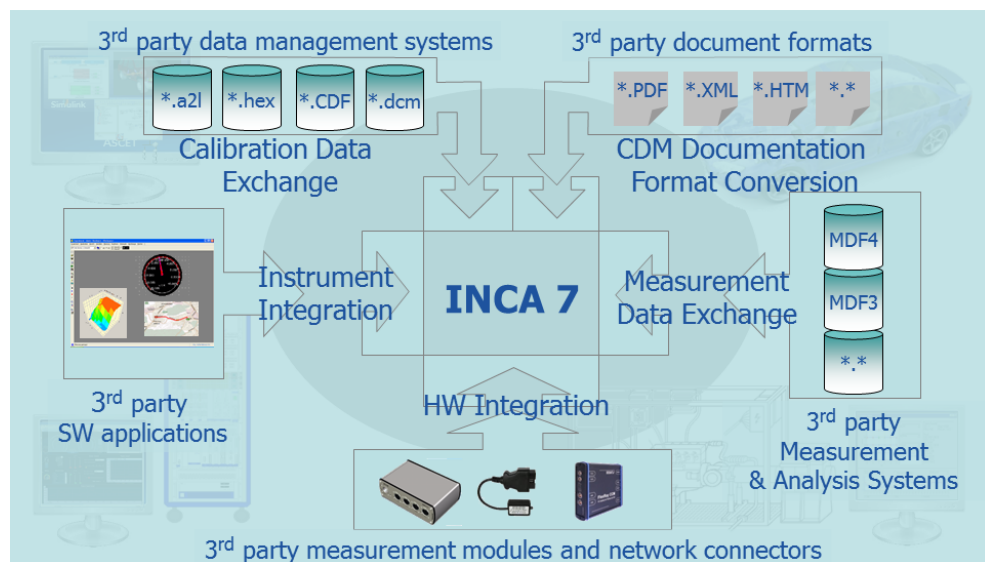 3rd party data management systems
*.a2l *.hex *.CDF *.dcm
Calibration Data
Exchange
3rd party document formats
*.PDF *.XML *.HTM *.*
CDM Documentation
Format Conversion
ASCET
Instrument
Integration
INCA 7
Measurement
Data Exchange
MDF4
MDF3
*.*
3rd party
SW applications
HW Integration
3rd party
Measurement
& Analysis Systems
3rd party measurement modules and network connectors